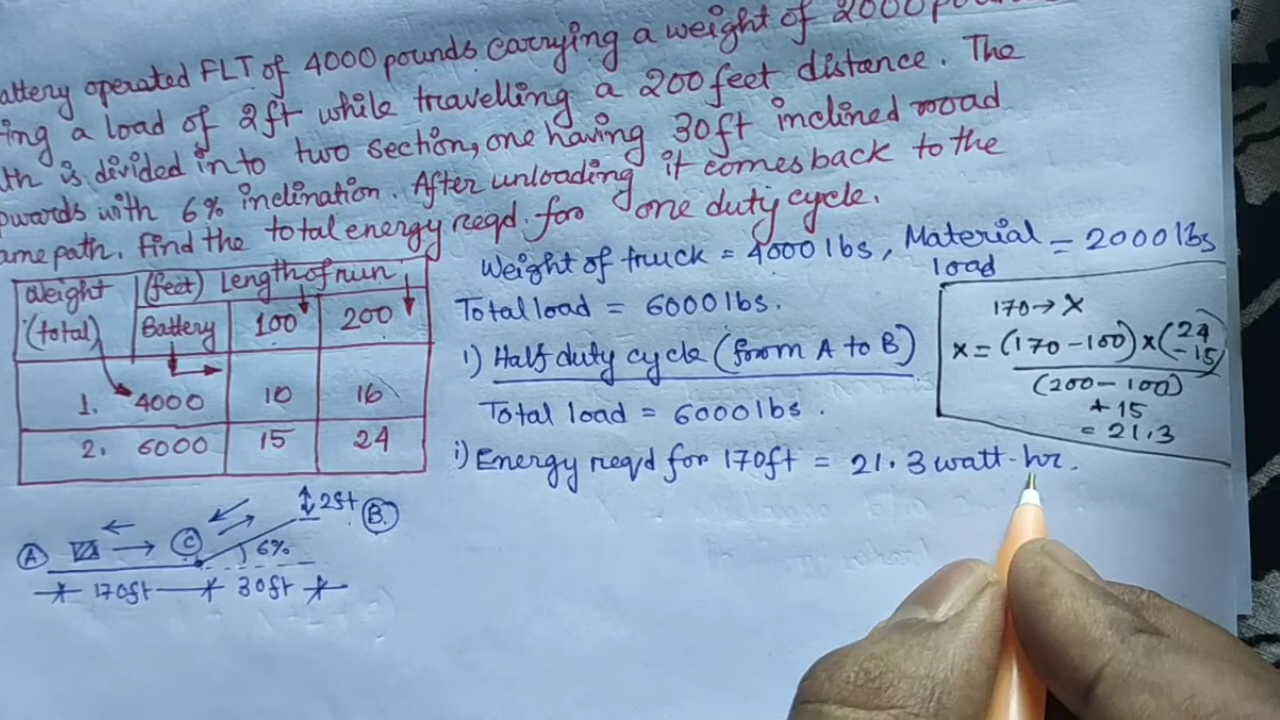 attery operated FLT of 4000 pounds carrying a weight of 2000
ing a load of 2ft while travelling a 200 feet distance. The
th is divided into two section, one having 30ft inclined road
pwards with 6% inclination. After unloading it comes back to the
ame path. Find the total energy reqd. for one duty cycle.
Weight (total)
(feet) Length of run
Battery 100 200
1. 4000 10 16
2. 6000 15 24
A C 6% 2ft B.
170ft 30ft
Weight of truck = 4000 lbs, Material load = 2000 lbs
Total load = 6000 lbs.
1) Half duty cycle (from A to B)
Total load = 6000 lbs.
i) Energy reqd for 170ft = 21.3 watt-hr.
170 → X
X = (170-100) × (24
-15)
(200-100)
+ 15
= 21.3